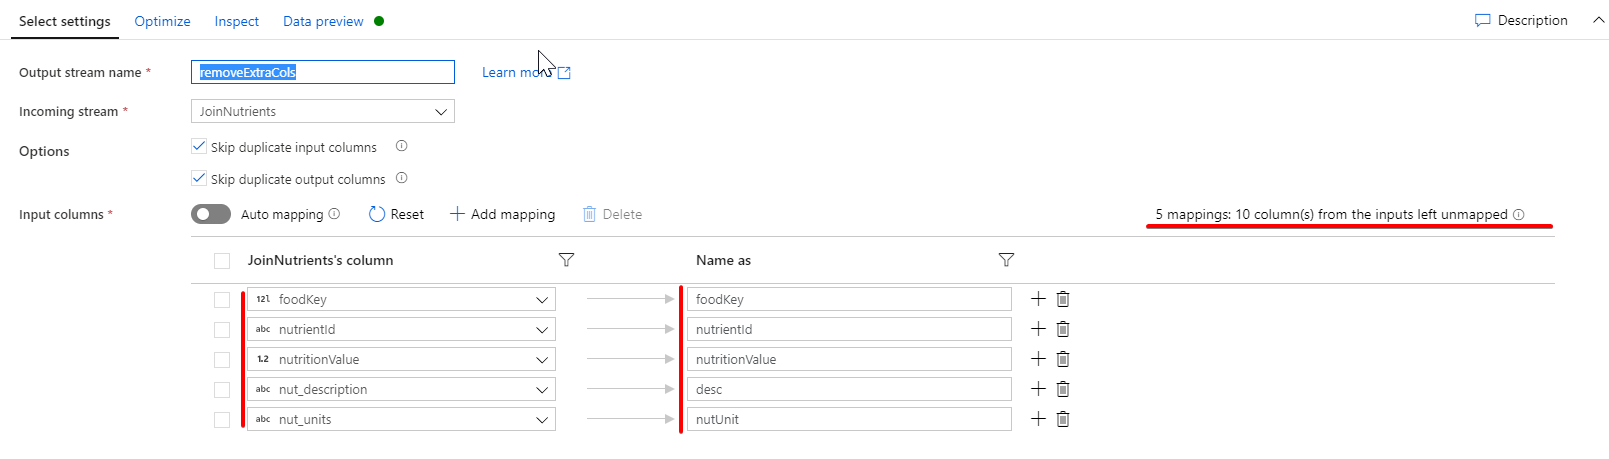 Select settings Optimize Inspect Data preview Description
Output stream name * removeExtraCols Learn more
Incoming stream * JoinNutrients
Options Skip duplicate input columns
Skip duplicate output columns
Input columns * Auto mapping Reset Add mapping Delete 5 mappings: 10 column(s) from the inputs left unmapped
JoinNutrients's column Name as
12l foodKey foodKey
abc nutrientId nutrientId
1.2 nutritionValue nutritionValue
abc nut_description desc
abc nut_units nutUnit